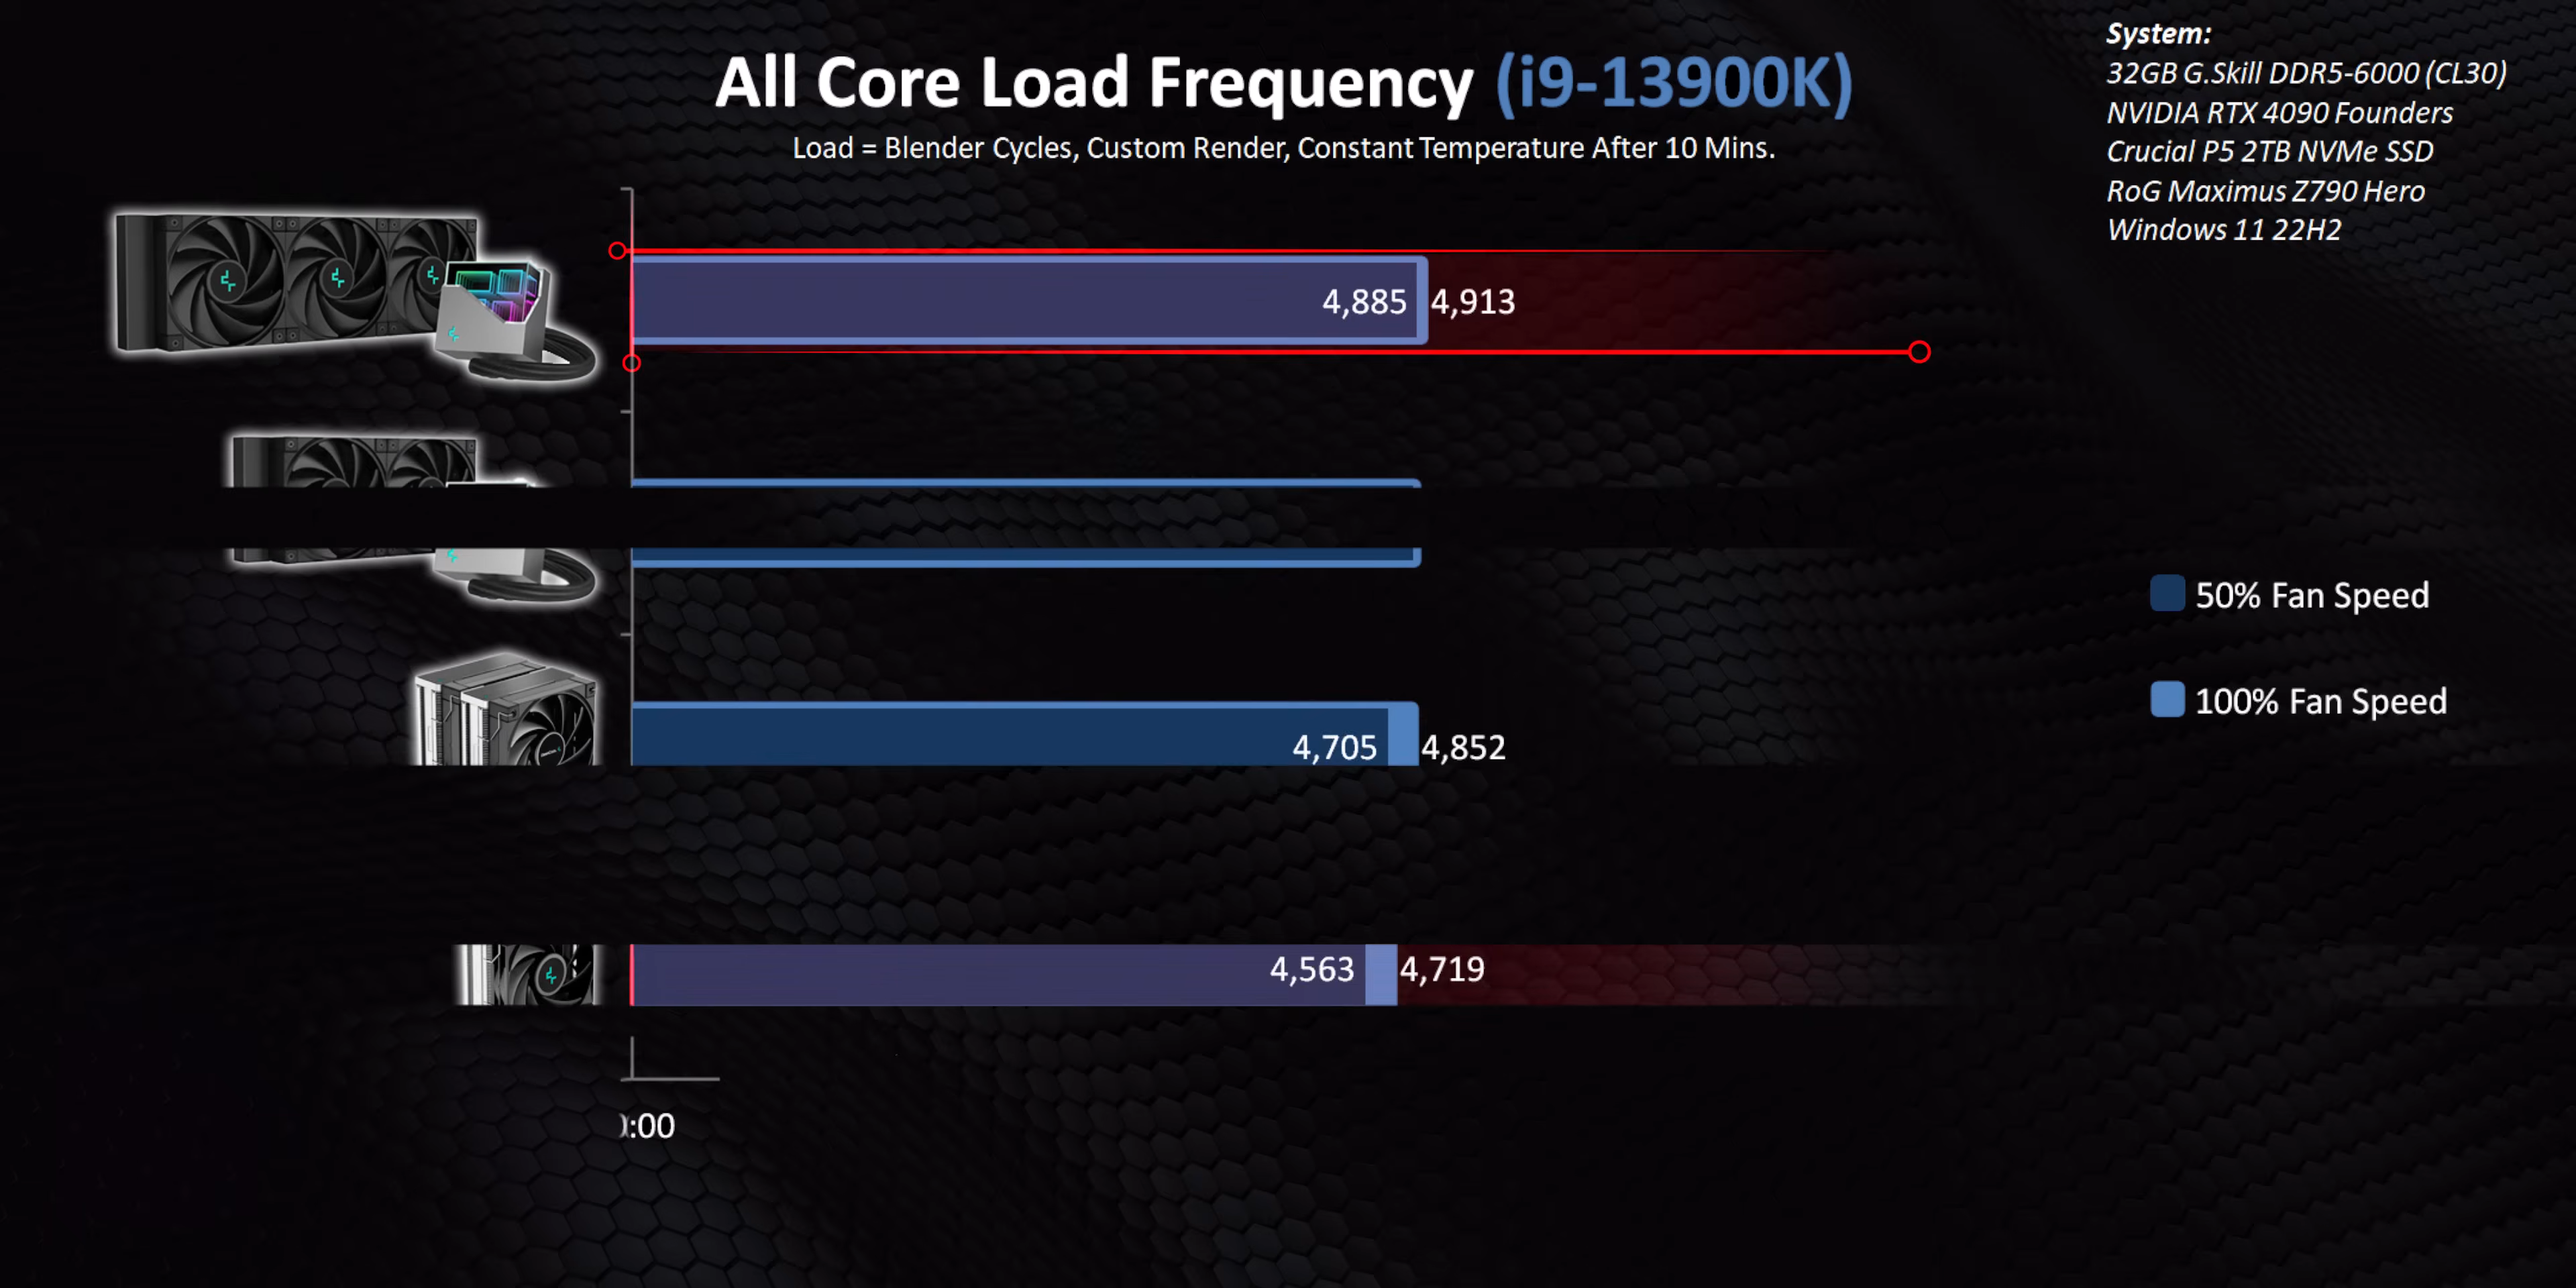 All Core Load Frequency (i9-13900K)
Load = Blender Cycles, Custom Render, Constant Temperature After 10 Mins.
System:
32GB G.Skill DDR5-6000 (CL30)
NVIDIA RTX 4090 Founders
Crucial P5 2TB NVMe SSD
RoG Maximus Z790 Hero
Windows 11 22H2
4,885 4,913
50% Fan Speed
100% Fan Speed
4,705 4,852
4,563 4,719
:00